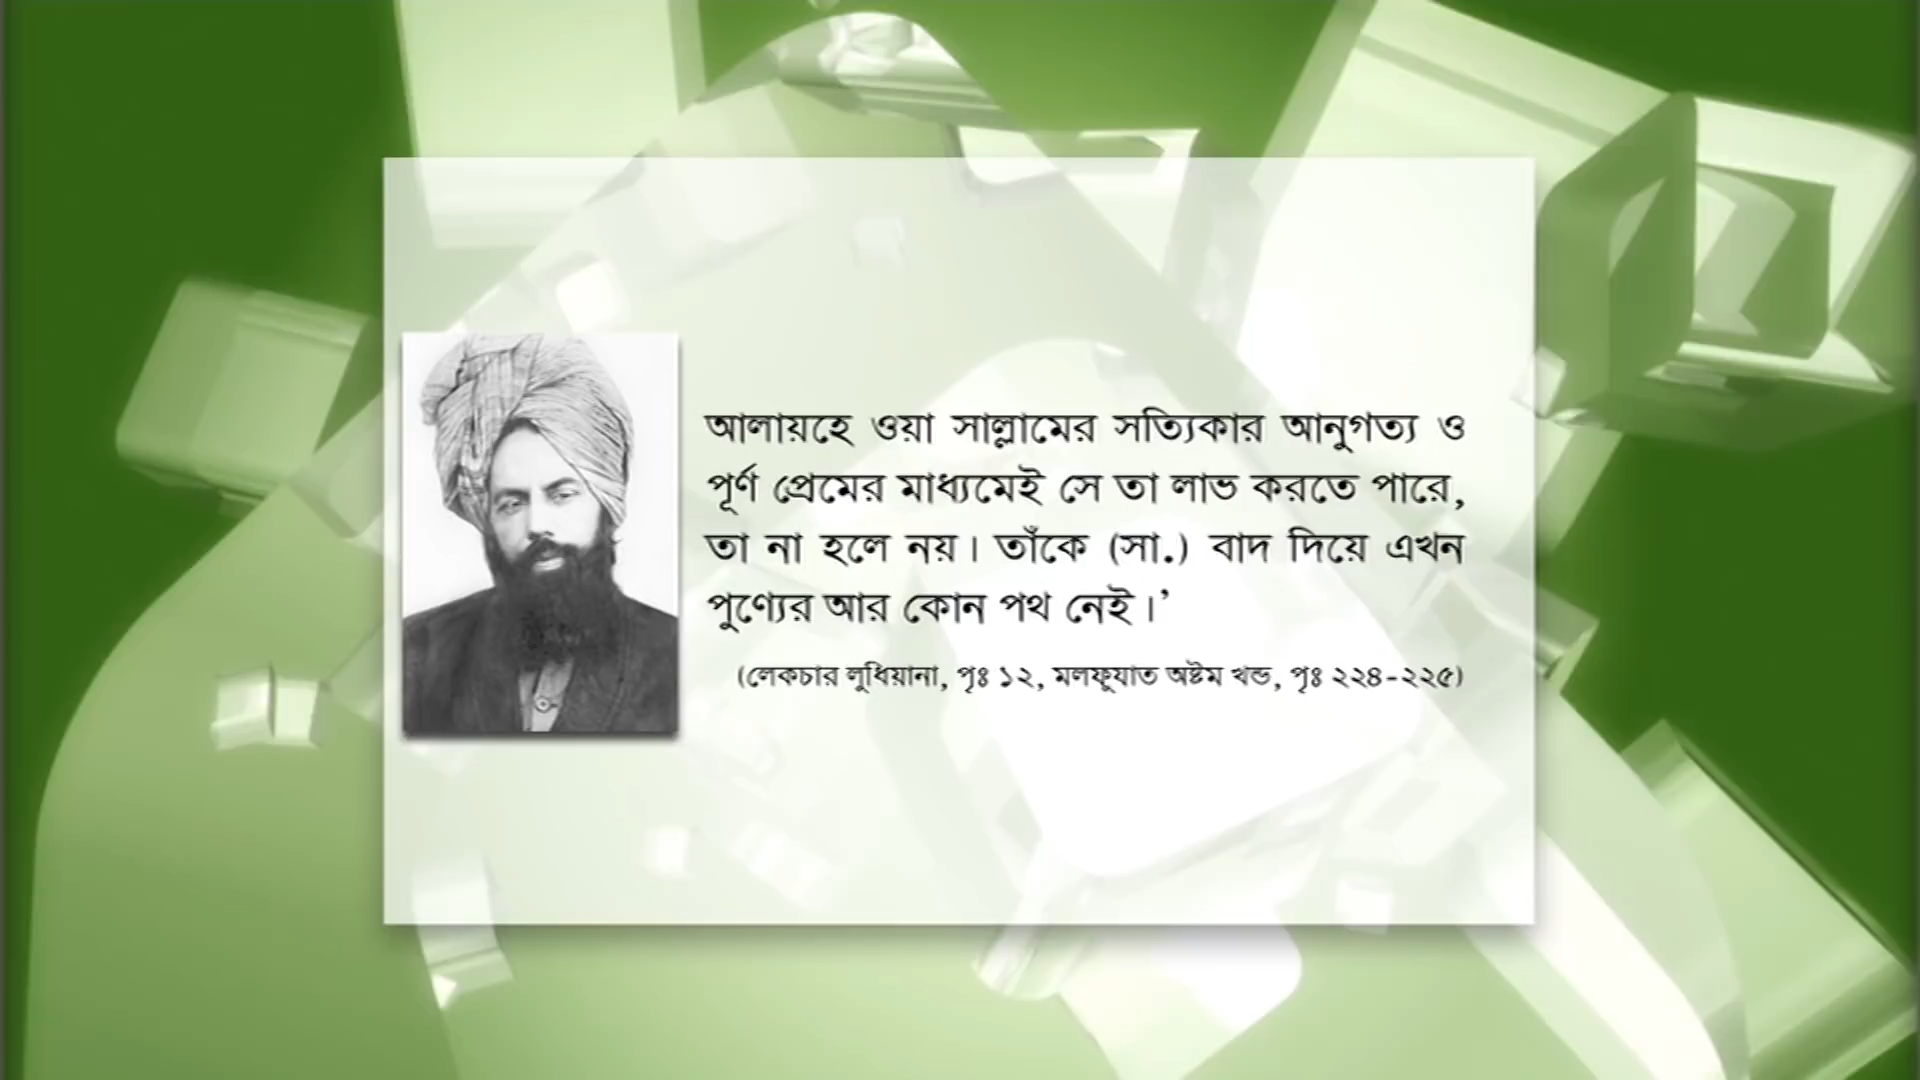 আলায়হে ওয়া সাল্লামের সত্যিকার আনুগত্য ও
পূর্ণ প্রেমের মাধ্যমেই সে তা লাভ করতে পারে,
তা না হলে নয়। তাঁকে (সা.) বাদ দিয়ে এখন
পুণ্যের আর কোন পথ নেই।’
(লেকচার লুধিয়ানা, পৃঃ ১২, মলফুযাত অষ্টম খন্ড, পৃঃ ২২৪-২২৫)